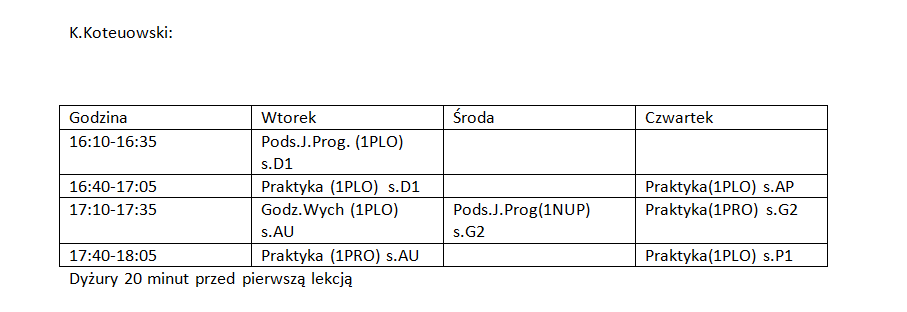 K.Koteuowski:
Godzina Wtorek Środa Czwartek
16:10-16:35 Pods.J.Prog. (1PLO)
s.D1
16:40-17:05 Praktyka (1PLO) s.D1 Praktyka(1PLO) s.AP
17:10-17:35 Godz.Wych (1PLO) Pods.J.Prog(1NUP) Praktyka(1PRO) s.G2
s.AU s.G2
17:40-18:05 Praktyka (1PRO) s.AU Praktyka(1PLO) s.P1
Dyżury 20 minut przed pierwszą lekcją